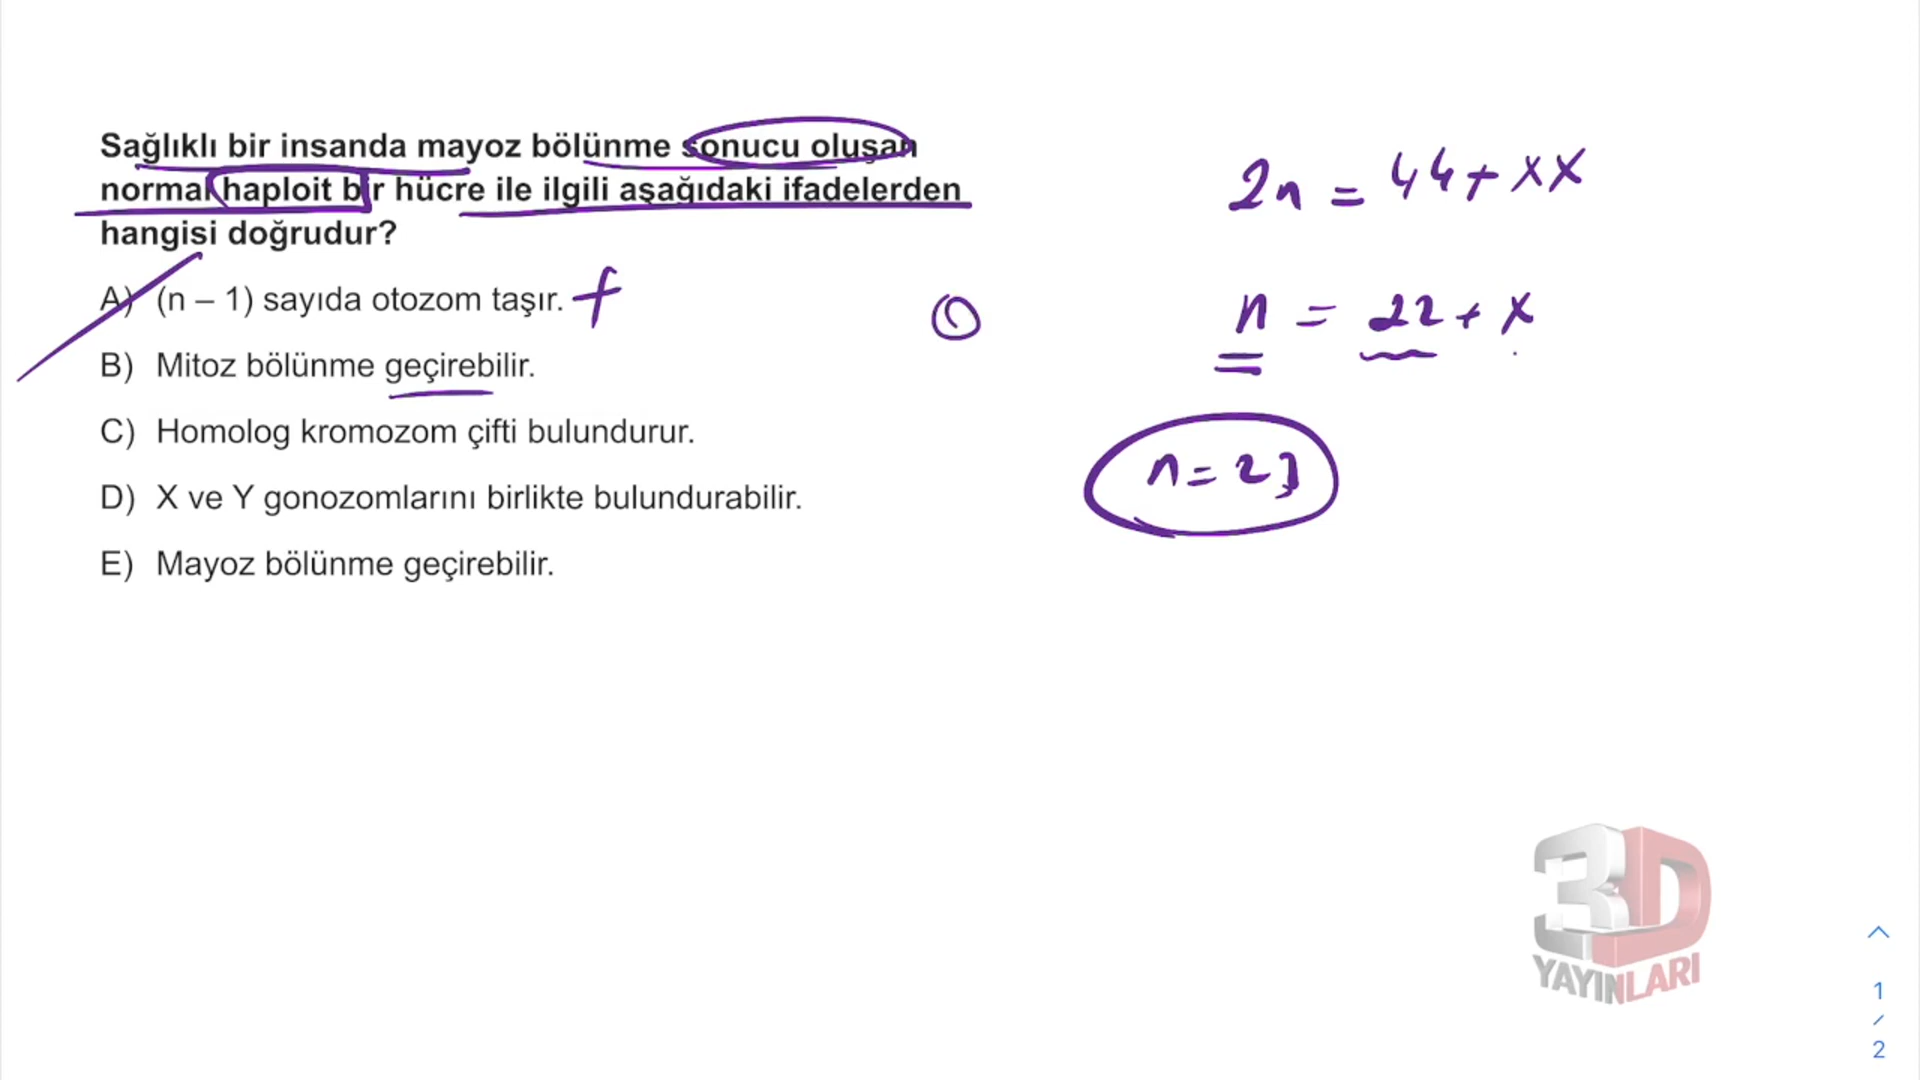 Sağlıklı bir insanda mayoz bölünme sonucu oluşan
normal haploit bir hücre ile ilgili aşağıdaki ifadelerden
hangisi doğrudur?
A) (n – 1) sayıda otozom taşır. +
B) Mitoz bölünme geçirebilir.
C) Homolog kromozom çifti bulundurur.
D) X ve Y gonozomlarını birlikte bulundurabilir.
E) Mayoz bölünme geçirebilir.
2n = 44 + XX
n = 22 + X
n = 23
3D
YAYINLARI
1
/
2